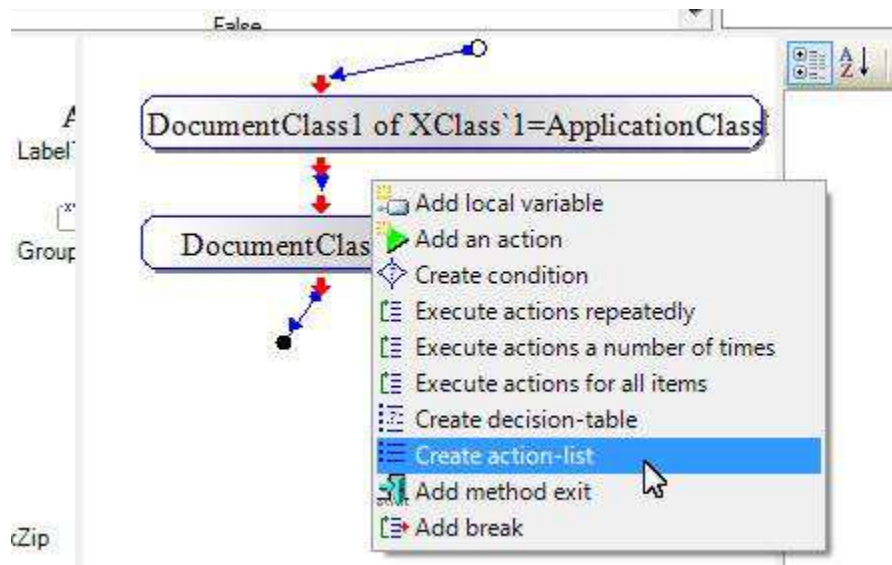 False
DocumentClass1 of XClass`1=ApplicationClass
Label
Add local variable
Group
DocumentClas
Add an action
Create condition
Execute actions repeatedly
Execute actions a number of times
Execute actions for all items
Create decision-table
Create action-list
Add method exit
Zip
Add break